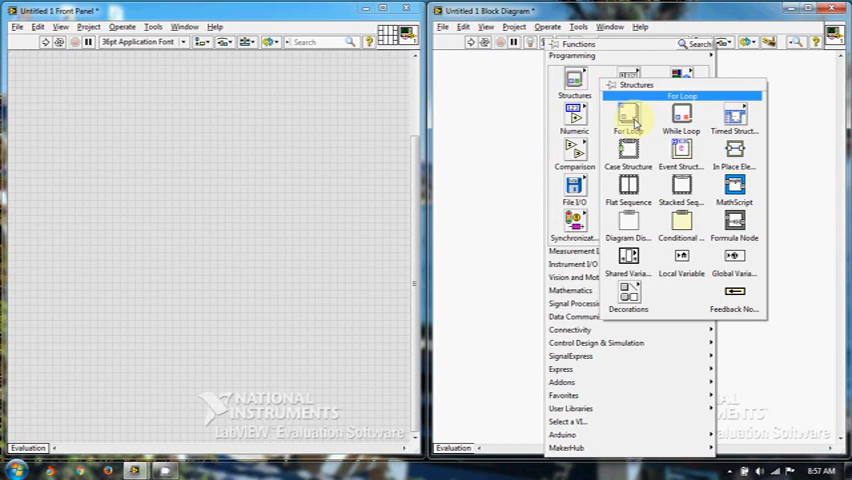 Untitled 1 Front Panel *
File Edit View Project Operate Tools Window Help
36pt Application Font
Search
NATIONAL
INSTRUMENTS
LabVIEW Evaluation Software
Evaluation
Untitled 1 Block Diagram *
File Edit View Project Operate Tools Window Help
Functions
Search
Programming
Structures
Numeric
Comparison
File I/O
Synchronizat...
Measurement I
Instrument I/O
Vision and Mot
Mathematics
Signal Process
Data Communi
Connectivity
Control Design & Simulation
SignalExpress
Express
Addons
Favorites
User Libraries
Select a VI...
Arduino
MakerHub
Structures
For Loop
For Loop
While Loop
Timed Struct...
Case Structure
Event Struct...
In Place Ele...
Flat Sequence
Stacked Seq...
MathScript
Diagram Dis...
Conditional ...
Formula Node
Shared Varia...
Local Variable
Global Varia...
Decorations
Feedback No...
AL
NTS
luation Software
Evaluation
8:57 AM